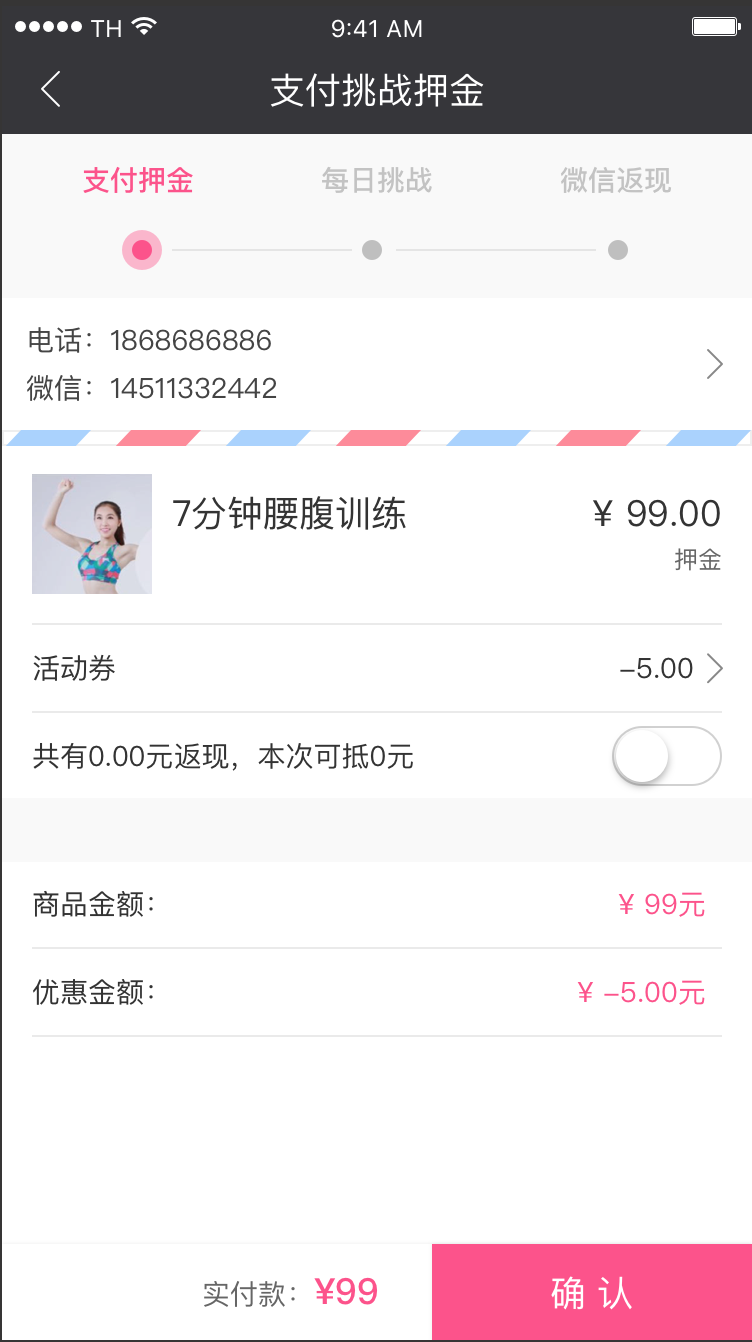 TH 9:41 AM
支付挑战押金
支付押金 每日挑战 微信返现
电话：1868686886
微信：14511332442
7分钟腰腹训练 ¥ 99.00
押金
活动券 -5.00
共有0.00元返现，本次可抵0元
商品金额： ¥ 99元
优惠金额： ¥ -5.00元
实付款：¥99 确 认